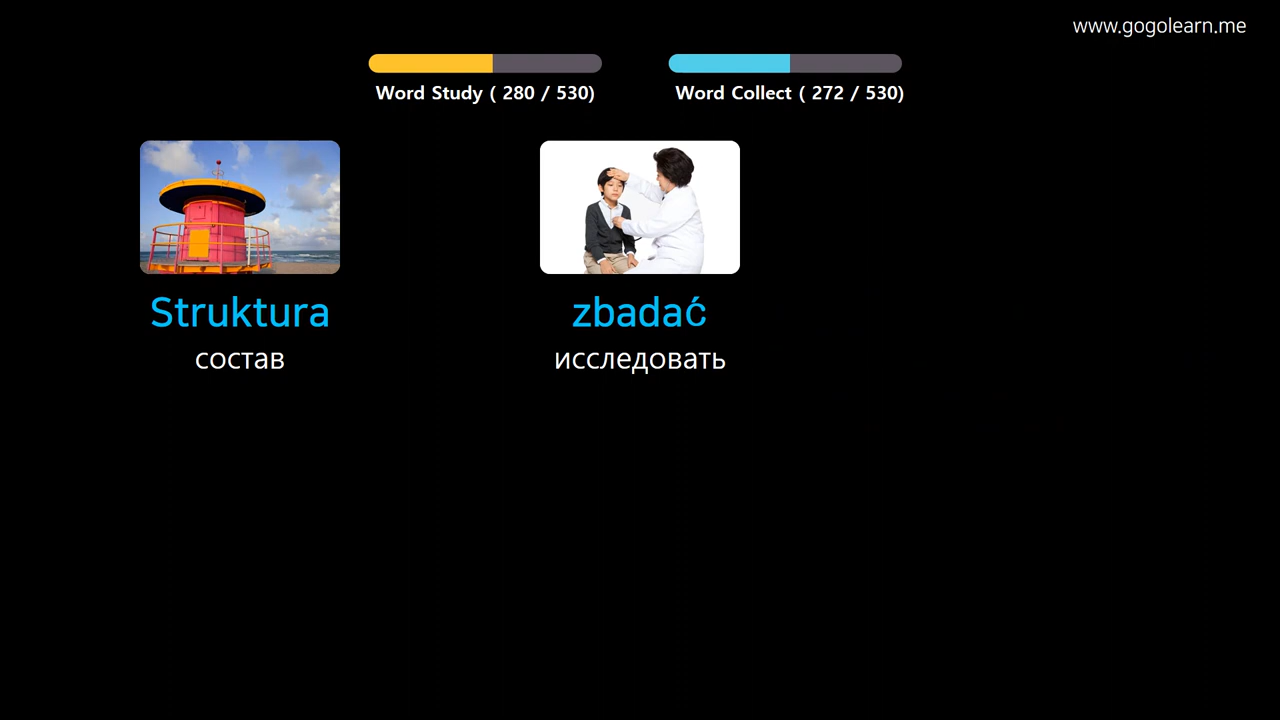 www.gogolearn.me
Word Study ( 280 / 530)
Word Collect ( 272 / 530)
Struktura
состав
zbadać
исследовать